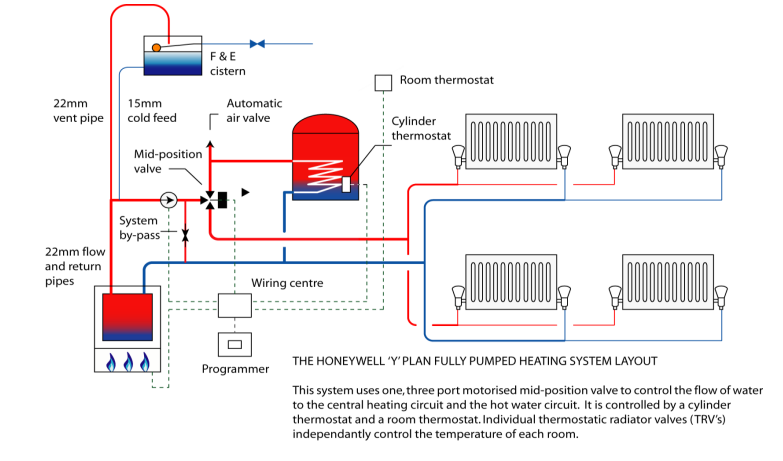 F & E
cistern
Room thermostat
22mm
vent pipe
15mm
cold feed
Automatic
air valve
Cylinder
thermostat
Mid-position
valve
System
by-pass
22mm flow
and return
pipes
Wiring centre
Programmer
THE HONEYWELL ‘Y’ PLAN FULLY PUMPED HEATING SYSTEM LAYOUT
This system uses one, three port motorised mid-position valve to control the flow of water
to the central heating circuit and the hot water circuit. It is controlled by a cylinder
thermostat and a room thermostat. Individual thermostatic radiator valves (TRV's)
independantly control the temperature of each room.